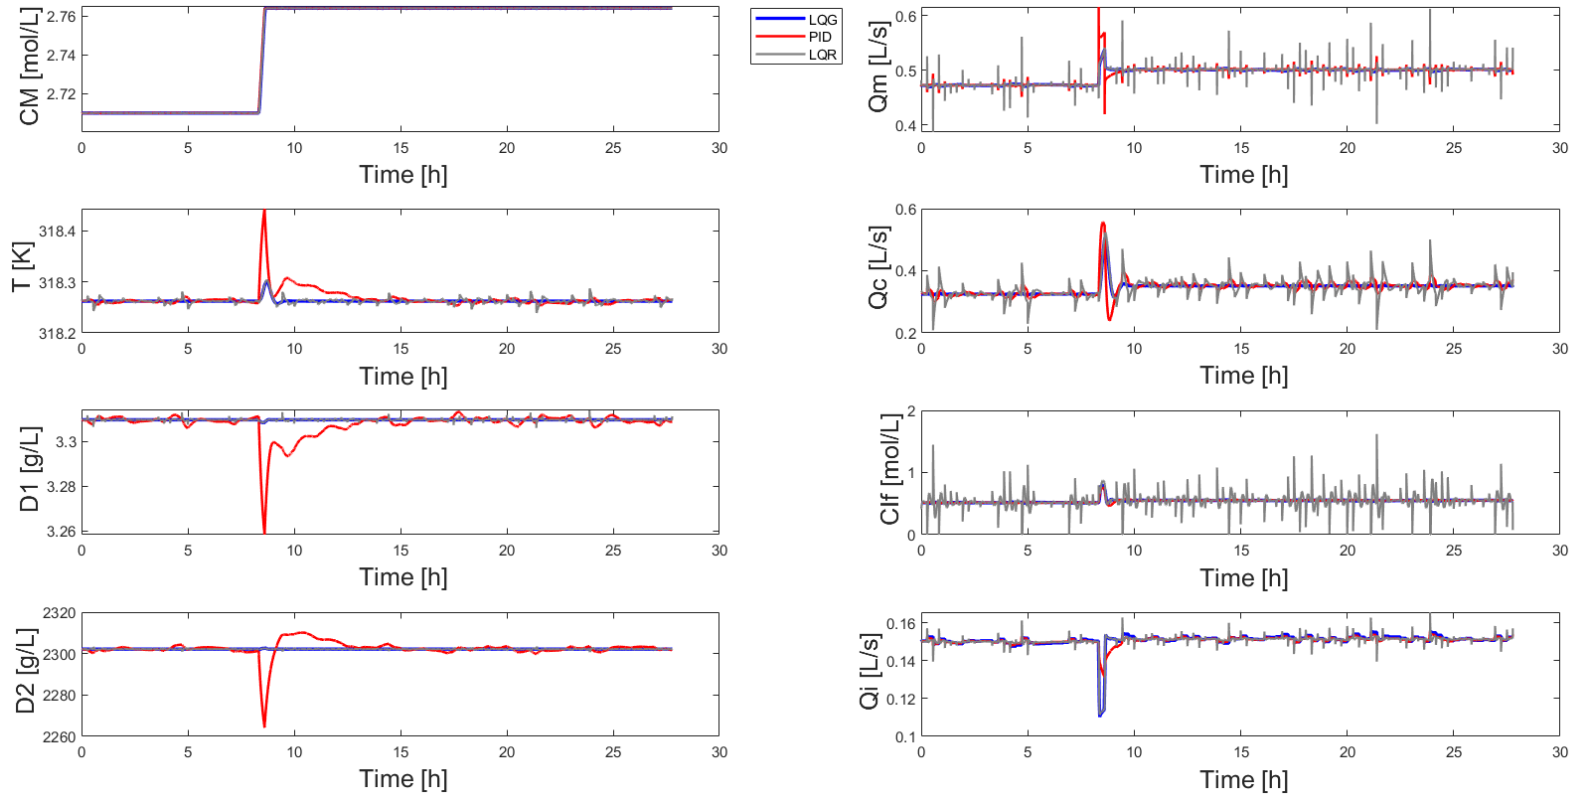 CM [mol/L]
2.76
2.74
2.72
0 5 10 15 20 25 30
Time [h]
LQG
PID
LQR
Qm [L/s]
0.6
0.5
0.4
0 5 10 15 20 25 30
Time [h]
T [K]
318.4
318.3
318.2
0 5 10 15 20 25 30
Time [h]
Qc [L/s]
0.6
0.4
0.2
0 5 10 15 20 25 30
Time [h]
D1 [g/L]
3.3
3.28
3.26
0 5 10 15 20 25 30
Time [h]
CIf [mol/L]
2
1
0
0 5 10 15 20 25 30
Time [h]
D2 [g/L]
2320
2300
2280
2260
0 5 10 15 20 25 30
Time [h]
Qi [L/s]
0.16
0.14
0.12
0.1
0 5 10 15 20 25 30
Time [h]